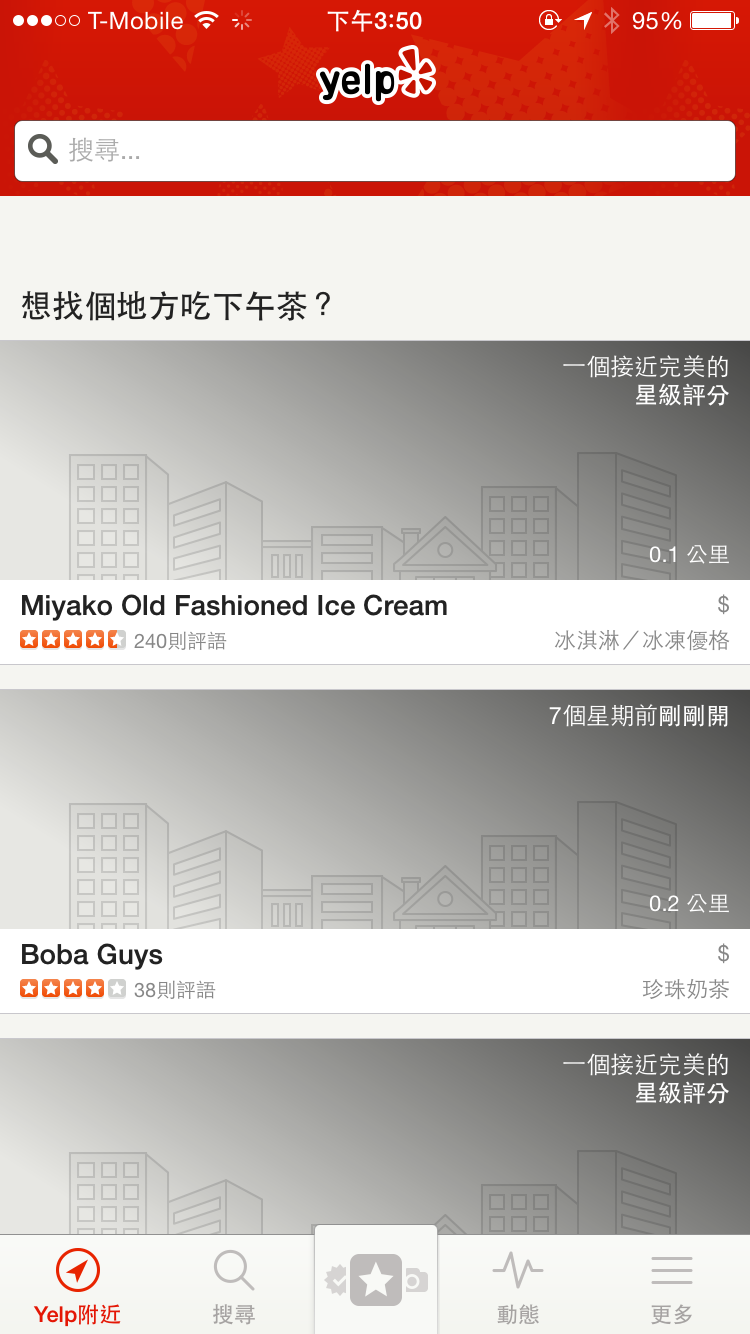 T-Mobile 下午3:50 95%
yelp
搜尋...
想找個地方吃下午茶？
一個接近完美的
星級評分
0.1 公里
Miyako Old Fashioned Ice Cream $
240則評語 冰淇淋／冰凍優格
7個星期前剛剛開
0.2 公里
Boba Guys $
38則評語 珍珠奶茶
一個接近完美的
星級評分
Yelp附近 搜尋 動態 更多